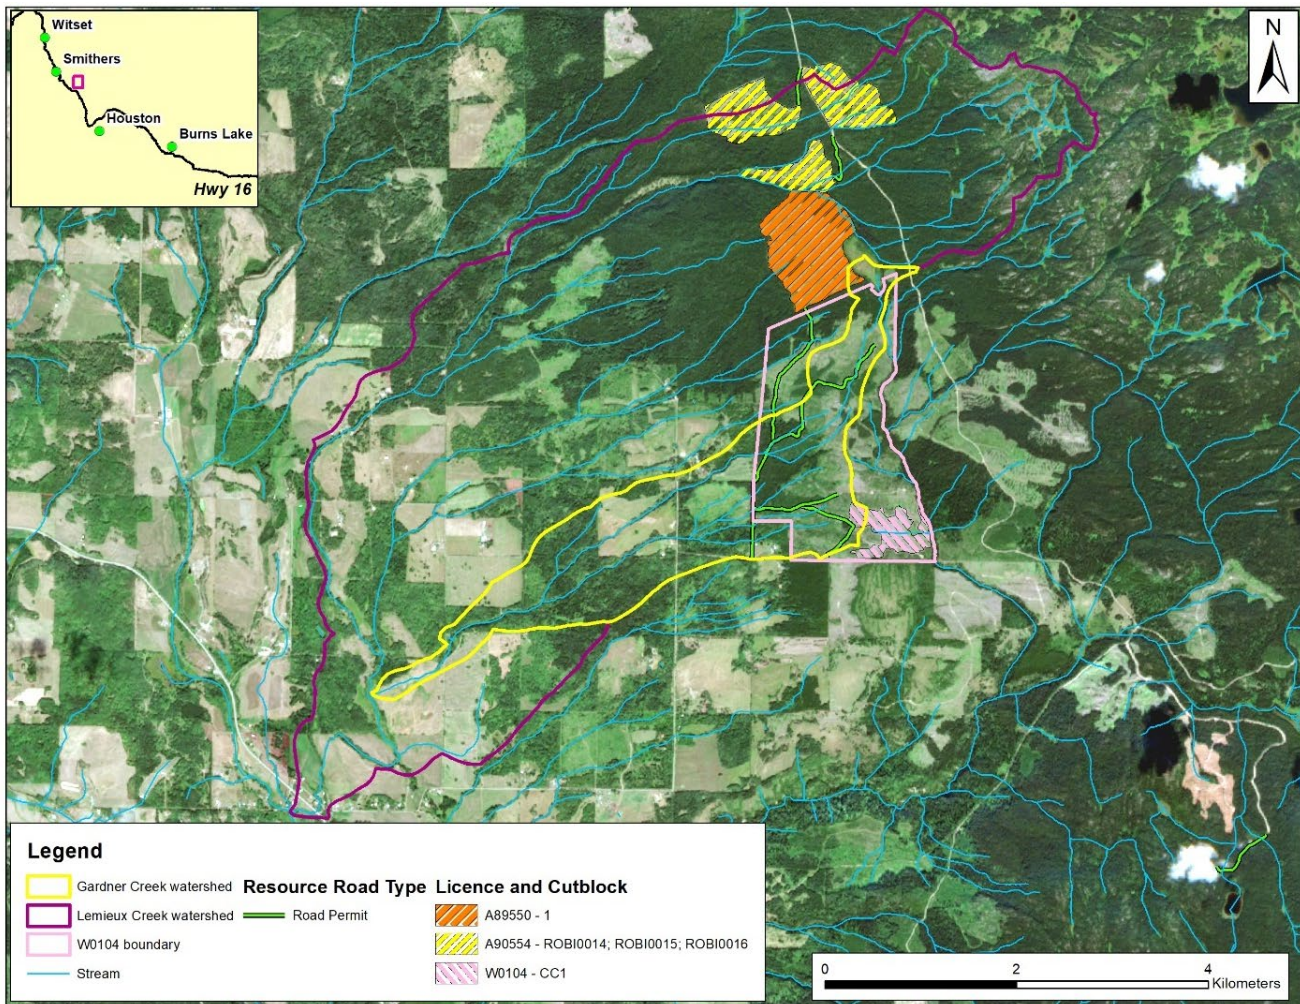 Witset
Smithers
Houston
Burns Lake
Hwy 16
N
Legend
Gardner Creek watershed
Lemieux Creek watershed
W0104 boundary
Stream
Resource Road Type
Road Permit
Licence and Cutblock
A89550 - 1
A90554 - ROBI0014; ROBI0015; ROBI0016
W0104 - CC1
0 2 4
Kilometers